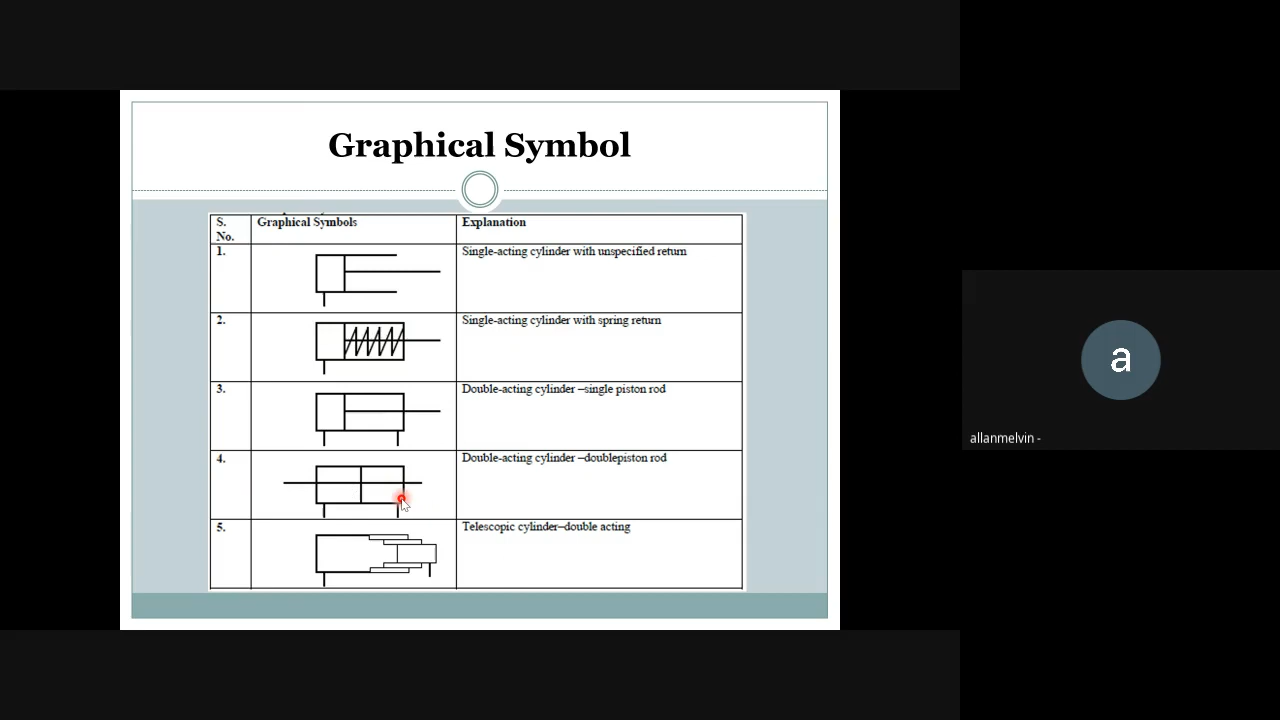 Graphical Symbol
S. No. Graphical Symbols Explanation
1. Single-acting cylinder with unspecified return
2. Single-acting cylinder with spring return
3. Double-acting cylinder –single piston rod
4. Double-acting cylinder –doublepiston rod
5. Telescopic cylinder–double acting
a
allanmelvin -